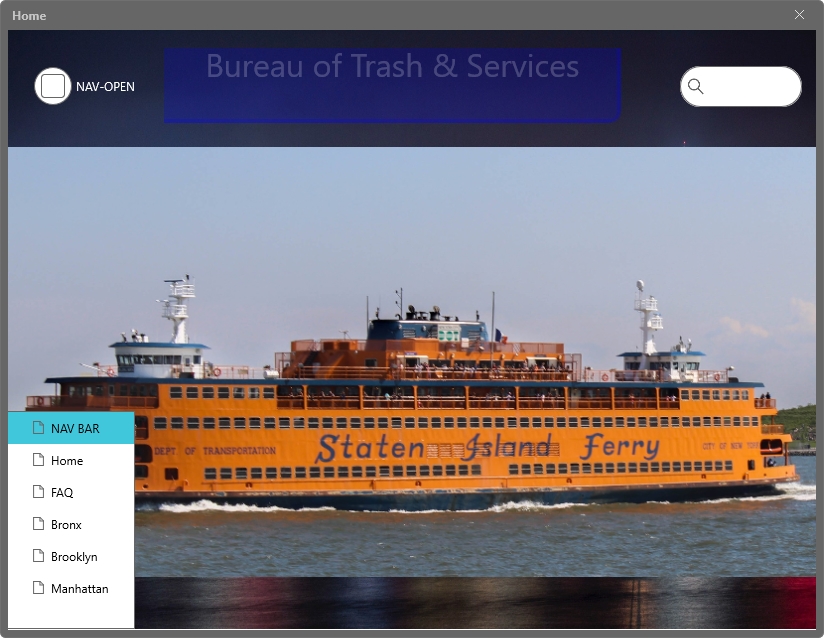 Home
Bureau of Trash & Services
NAV-OPEN
DEPT. OF TRANSPORTATION
Staten Island Ferry
CITY OF NEW YORK
NAV BAR
Home
FAQ
Bronx
Brooklyn
Manhattan